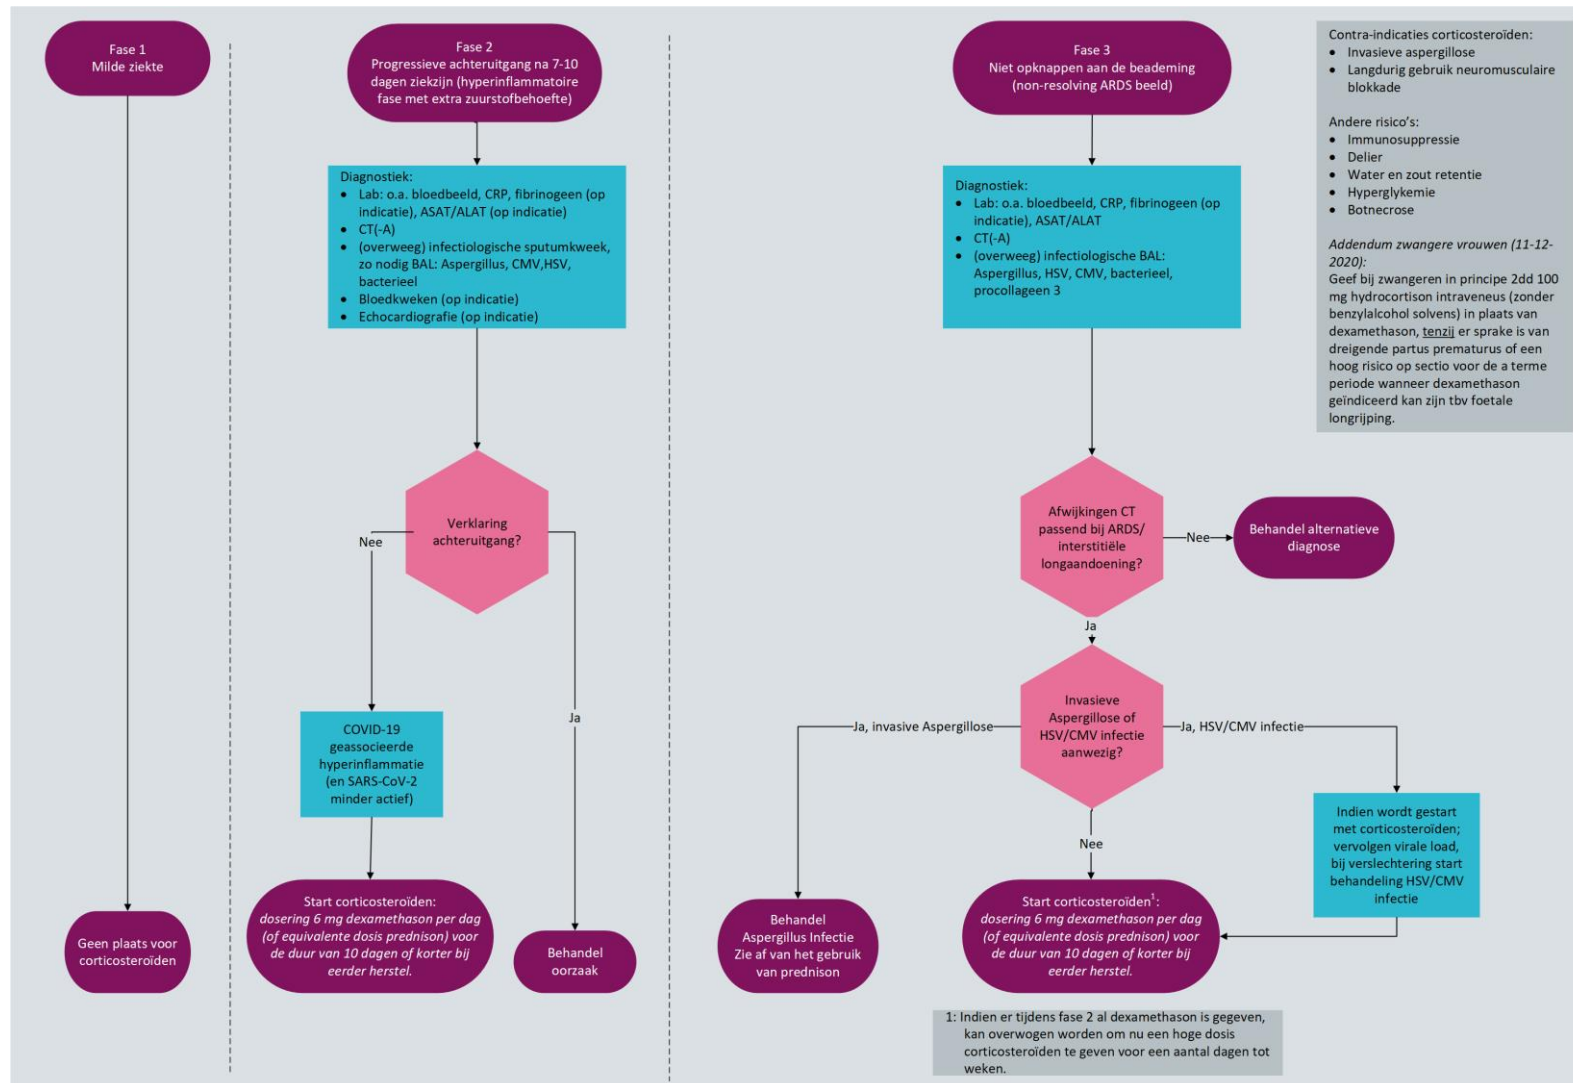 Fase 1
Milde ziekte
Geen plaats voor
corticosteroïden
Fase 2
Progressieve achteruitgang na 7-10
dagen ziekzijn (hyperinflammatoire
fase met extra zuurstofbehoefte)
Diagnostiek:
• Lab: o.a. bloedbeeld, CRP, fibrinogeen (op
indicatie), ASAT/ALAT (op indicatie)
• CT(-A)
• (overweeg) infectiologische sputumkweek,
zo nodig BAL: Aspergillus, CMV,HSV,
bacterieel
• Bloedkweken (op indicatie)
• Echocardiografie (op indicatie)
Verklaring
achteruitgang?
Nee
Ja
COVID-19
geassocieerde
hyperinflammatie
(en SARS-CoV-2
minder actief)
Start corticosteroïden:
dosering 6 mg dexamethason per dag
(of equivalente dosis prednison) voor
de duur van 10 dagen of korter bij
eerder herstel.
Behandel
oorzaak
Fase 3
Niet opknappen aan de beademing
(non-resolving ARDS beeld)
Diagnostiek:
• Lab: o.a. bloedbeeld, CRP, fibrinogeen (op
indicatie), ASAT/ALAT
• CT(-A)
• (overweeg) infectiologische BAL:
Aspergillus, HSV, CMV, bacterieel,
procollageen 3
Afwijkingen CT
passend bij ARDS/
interstitiële
longaandoening?
Nee
Behandel alternatieve
diagnose
Ja
Invasieve
Aspergillose of
HSV/CMV infectie
aanwezig?
Ja, invasive Aspergillose
Ja, HSV/CMV infectie
Nee
Indien wordt gestart
met corticosteroïden;
vervolgen virale load,
bij verslechtering start
behandeling HSV/CMV
infectie
Behandel
Aspergillus Infectie
Zie af van het gebruik
van prednison
Start corticosteroïden¹:
dosering 6 mg dexamethason per dag
(of equivalente dosis prednison) voor
de duur van 10 dagen of korter bij
eerder herstel.
1: Indien er tijdens fase 2 al dexamethason is gegeven,
kan overwogen worden om nu een hoge dosis
corticosteroïden te geven voor een aantal dagen tot
weken.
Contra-indicaties corticosteroïden:
• Invasieve aspergillose
• Langdurig gebruik neuromusculaire
blokkade
Andere risico's:
• Immunosuppressie
• Delier
• Water en zout retentie
• Hyperglykemie
• Botnecrose
Addendum zwangere vrouwen (11-12-
2020):
Geef bij zwangeren in principe 2dd 100
mg hydrocortison intraveneus (zonder
benzylalcohol solvens) in plaats van
dexamethason, tenzij er sprake is van
dreigende partus prematurus of een
hoog risico op sectio voor de a terme
periode wanneer dexamethason
geïndiceerd kan zijn tbv foetale
longrijping.